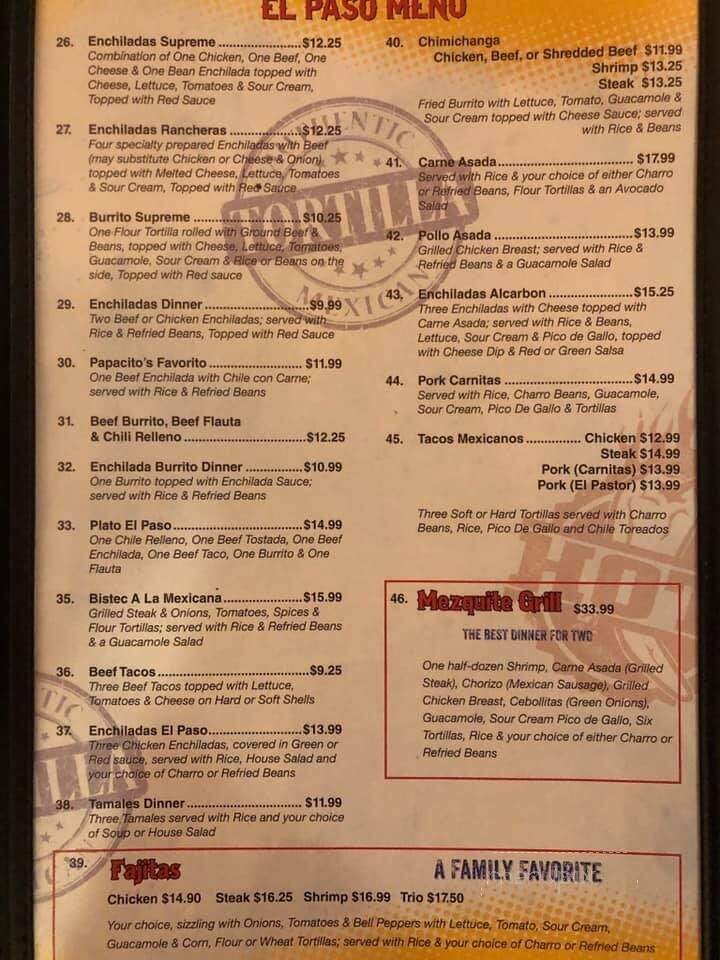 EL PASO MENU
26. Enchiladas Supreme ....................$12.25
Combination of One Chicken, One Beef, One
Cheese & One Bean Enchilada topped with
Cheese, Lettuce, Tomatoes & Sour Cream,
Topped with Red Sauce
27. Enchiladas Rancheras .................$12.25
Four specialty prepared Enchiladas with Beef
(may substitute Chicken or Cheese & Onion)
topped with Melted Cheese, Lettuce, Tomatoes
& Sour Cream, Topped with Red Sauce
28. Burrito Supreme ..........................$10.25
One Flour Tortilla rolled with Ground Beef &
Beans, topped with Cheese, Lettuce, Tomatoes,
Guacamole, Sour Cream & Rice or Beans on the
side, Topped with Red sauce
29. Enchiladas Dinner .........................$9.99
Two Beef or Chicken Enchiladas; served with
Rice & Refried Beans, Topped with Red Sauce
30. Papacito's Favorito ....................... $11.99
One Beef Enchilada with Chile con Carne;
served with Rice & Refried Beans
31. Beef Burrito, Beef Flauta
& Chili Relleno ..............................$12.25
32. Enchilada Burrito Dinner ..............$10.99
One Burrito topped with Enchilada Sauce;
served with Rice & Refried Beans
33. Plato El Paso...............................$14.99
One Chile Relleno, One Beef Tostada, One Beef
Enchilada, One Beef Taco, One Burrito & One
Flauta
35. Bistec A La Mexicana...................$15.99
Grilled Steak & Onions, Tomatoes, Spices &
Flour Tortillas; served with Rice & Refried Beans
& a Guacamole Salad
36. Beef Tacos .....................................$9.25
Three Beef Tacos topped with Lettuce,
Tomatoes & Cheese on Hard or Soft Shells
37. Enchiladas El Paso.......................$13.99
Three Chicken Enchiladas, covered in Green or
Red sauce, served with Rice, House Salad and
your choice of Charro or Refried Beans
38. Tamales Dinner ............................ $11.99
Three Tamales served with Rice and your choice
of Soup or House Salad
40. Chimichanga
Chicken, Beef, or Shredded Beef $11.99
Shrimp $13.25
Steak $13.25
Fried Burrito with Lettuce, Tomato, Guacamole &
Sour Cream topped with Cheese Sauce; served
with Rice & Beans
41. Carne Asada................................. $17.99
Served with Rice & your choice of either Charro
or Refried Beans, Flour Tortillas & an Avocado
Salad
42. Pollo Asada ..................................$13.99
Grilled Chicken Breast; served with Rice &
Refried Beans & a Guacamole Salad
43. Enchiladas Alcarbon .....................$15.25
Three Enchiladas with Cheese topped with
Carne Asada; served with Rice & Beans,
Lettuce, Sour Cream & Pico de Gallo, topped
with Cheese Dip & Red or Green Salsa
44. Pork Carnitas ................................$14.99
Served with Rice, Charro Beans, Guacamole,
Sour Cream, Pico De Gallo & Tortillas
45. Tacos Mexicanos.............. Chicken $12.99
Steak $14.99
Pork (Carnitas) $13.99
Pork (El Pastor) $13.99
Three Soft or Hard Tortillas served with Charro
Beans, Rice, Pico De Gallo and Chile Toreados
46. Mezquite Grill $33.99
THE BEST DINNER FOR TWO
One half-dozen Shrimp, Carne Asada (Grilled
Steak), Chorizo (Mexican Sausage), Grilled
Chicken Breast, Cebollitas (Green Onions),
Guacamole, Sour Cream Pico de Gallo, Six
Tortillas, Rice & your choice of either Charro or
Refried Beans
39. Fajitas A FAMILY FAVORITE
Chicken $14.90 Steak $16.25 Shrimp $16.99 Trio $17.50
Your choice, sizzling with Onions, Tomatoes & Bell Peppers with Lettuce, Tomato, Sour Cream,
Guacamole & Corn, Flour or Wheat Tortillas; served with Rice & your choice of Charro or Refried Beans
TORTILLA
MEXICAN
HOT